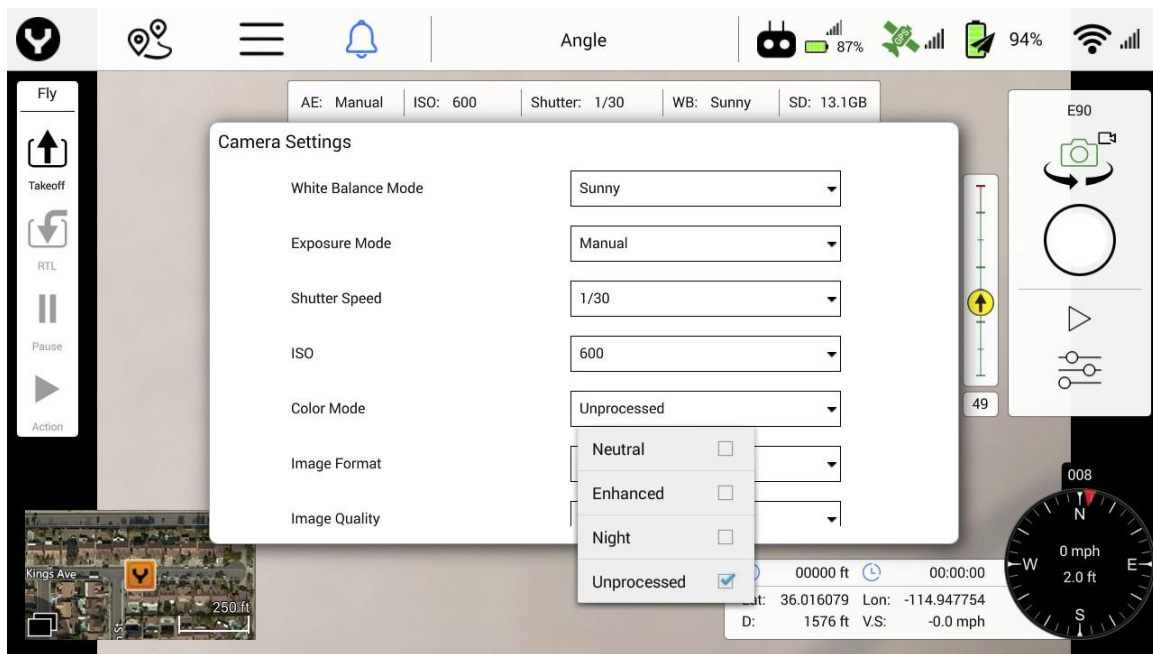 Angle
GPS
87%
94%
Fly
Takeoff
RTL
Pause
Action
AE: Manual ISO: 600 Shutter: 1/30 WB: Sunny SD: 13.1GB
Camera Settings
White Balance Mode Sunny
Exposure Mode Manual
Shutter Speed 1/30
ISO 600
Color Mode Unprocessed
Image Format
Image Quality
Neutral
Enhanced
Night
Unprocessed
E90
49
008
N
W E
S
0 mph
2.0 ft
Kings Ave
St
250 ft
00000 ft 00:00:00
36.016079 Lon: -114.947754
D: 1576 ft V.S: -0.0 mph